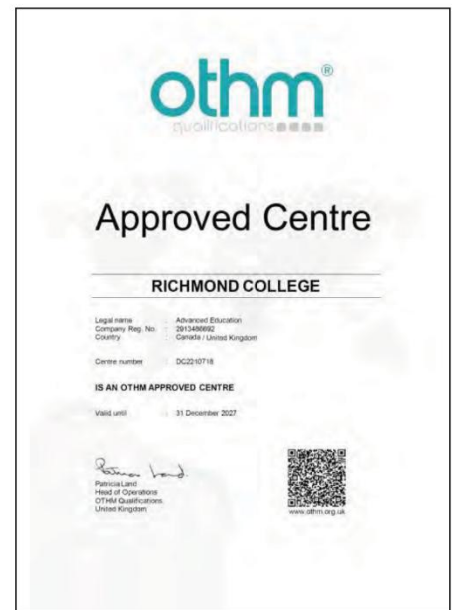 othm®
qualifications
Approved Centre
RICHMOND COLLEGE
Legal name : Advanced Education
Company Reg. No. : 2913486692
Country : Canada / United Kingdom
Centre number : DC2210718
IS AN OTHM APPROVED CENTRE
Valid until : 31 December 2027
Patricia Land
Patricia Land
Head of Operations
OTHM Qualifications
United Kingdom
www.othm.org.uk